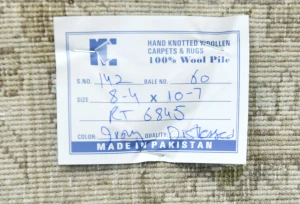 HAND KNOTTED WOOLLEN
CARPETS & RUGS
100% Wool Pile
S.NO. 142 BALE NO. 60
SIZE 8-4 x 10-7
RT 6845
COLOR Ivory QUALITY Distressed
MADE IN PAKISTAN